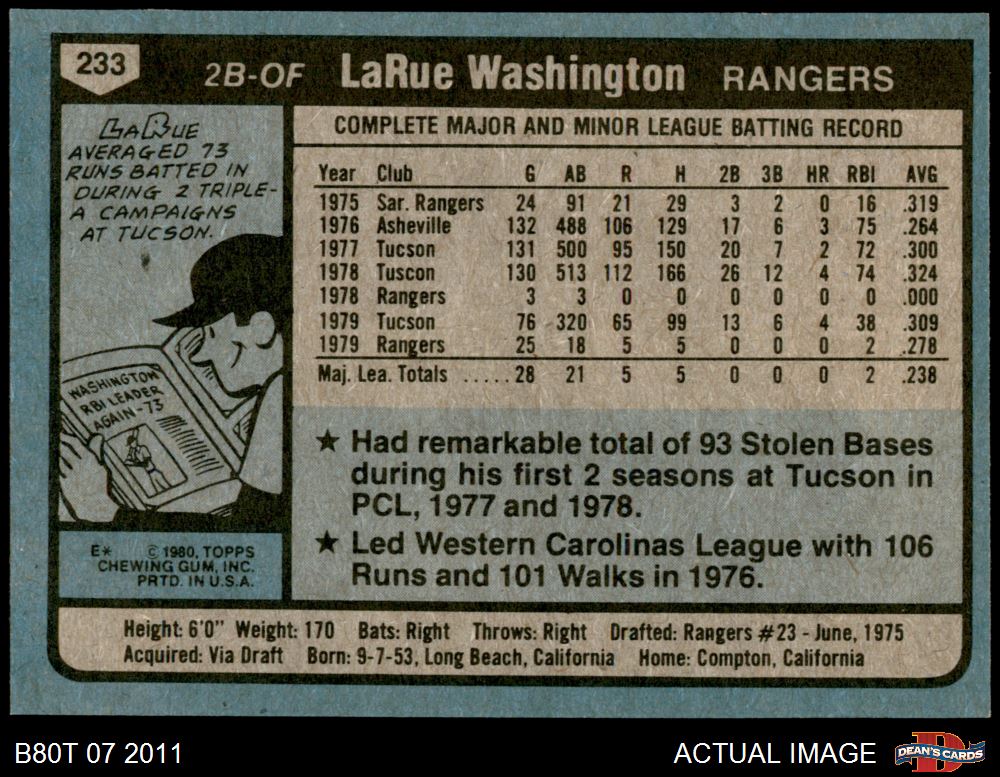 233
2B-OF LaRue Washington RANGERS
LaRue
AVERAGED 73
RUNS BATTED IN
DURING 2 TRIPLE-
A CAMPAIGNS
AT TUCSON.
WASHINGTON
RBI LEADER
AGAIN-73
E* © 1980, TOPPS
CHEWING GUM, INC.
PRTD. IN U.S.A.
COMPLETE MAJOR AND MINOR LEAGUE BATTING RECORD
Year Club G AB R H 2B 3B HR RBI AVG
1975 Sar. Rangers 24 91 21 29 3 2 0 16 .319
1976 Asheville 132 488 106 129 17 6 3 75 .264
1977 Tucson 131 500 95 150 20 7 2 72 .300
1978 Tuscon 130 513 112 166 26 12 4 74 .324
1978 Rangers 3 3 0 0 0 0 0 0 .000
1979 Tucson 76 320 65 99 13 6 4 38 .309
1979 Rangers 25 18 5 5 0 0 0 2 .278
Maj. Lea. Totals .....28 21 5 5 0 0 0 2 .238
★ Had remarkable total of 93 Stolen Bases
during his first 2 seasons at Tucson in
PCL, 1977 and 1978.
★ Led Western Carolinas League with 106
Runs and 101 Walks in 1976.
Height: 6'0" Weight: 170 Bats: Right Throws: Right Drafted: Rangers #23 - June, 1975
Acquired: Via Draft Born: 9-7-53, Long Beach, California Home: Compton, California
B80T 07 2011
ACTUAL IMAGE
D
DEAN'S CARDS